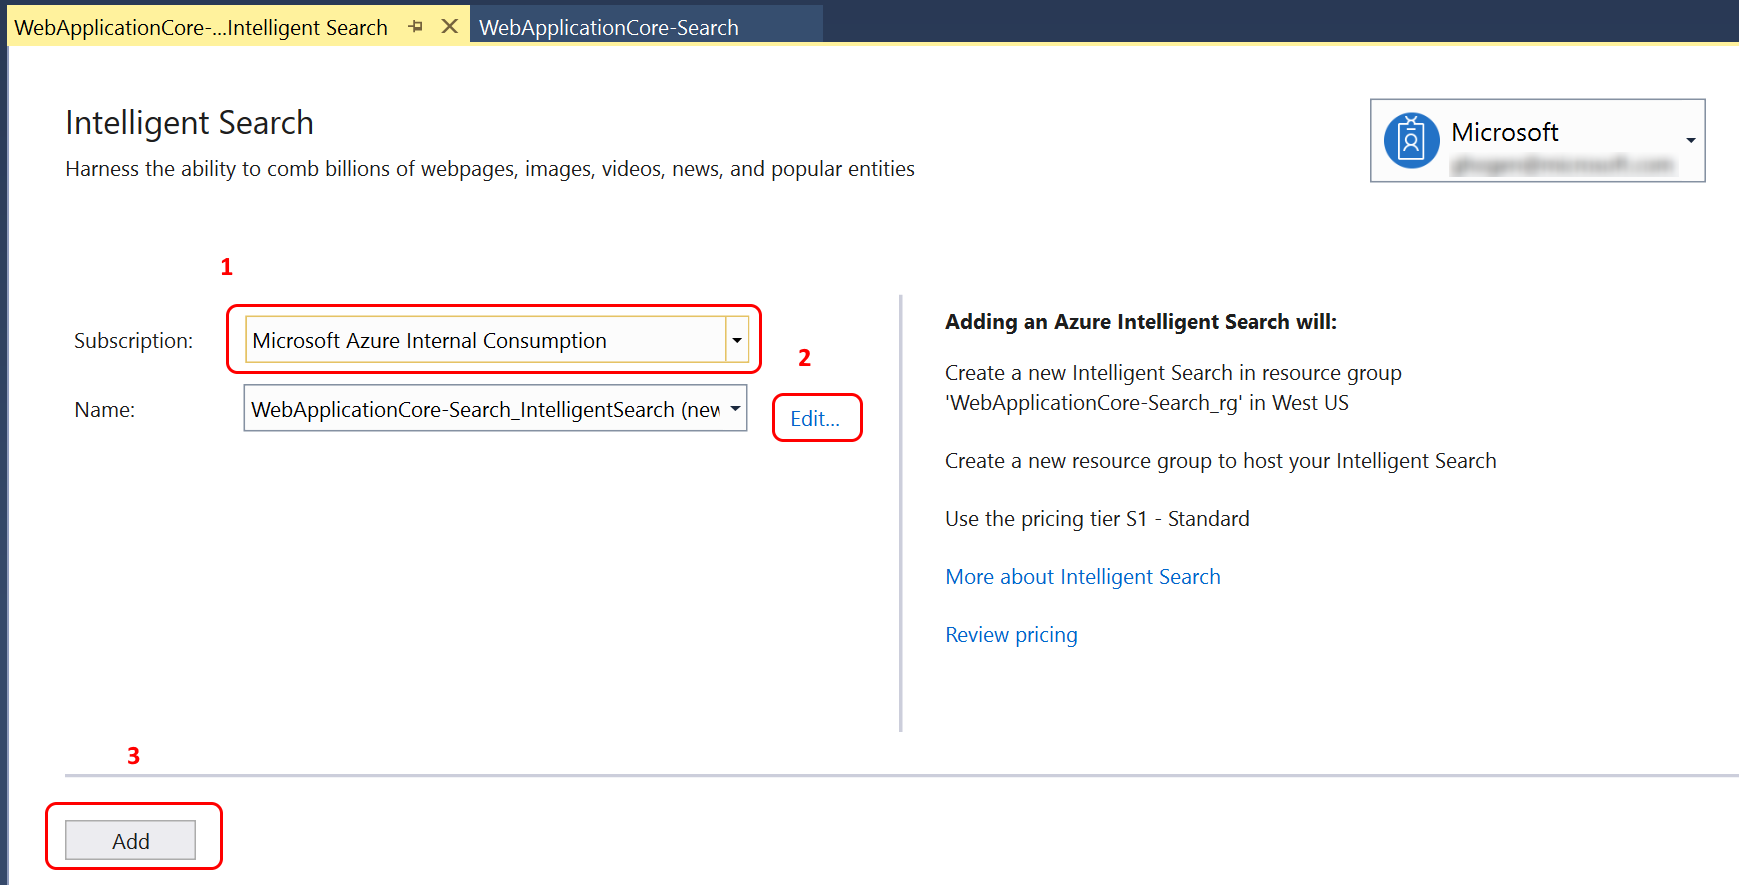 WebApplicationCore-...Intelligent Search
WebApplicationCore-Search
Intelligent Search
Harness the ability to comb billions of webpages, images, videos, news, and popular entities
Microsoft
1
Subscription:
Microsoft Azure Internal Consumption
2
Name:
WebApplicationCore-Search_IntelligentSearch (new
Edit...
Adding an Azure Intelligent Search will:
Create a new Intelligent Search in resource group
'WebApplicationCore-Search_rg' in West US
Create a new resource group to host your Intelligent Search
Use the pricing tier S1 - Standard
More about Intelligent Search
Review pricing
3
Add